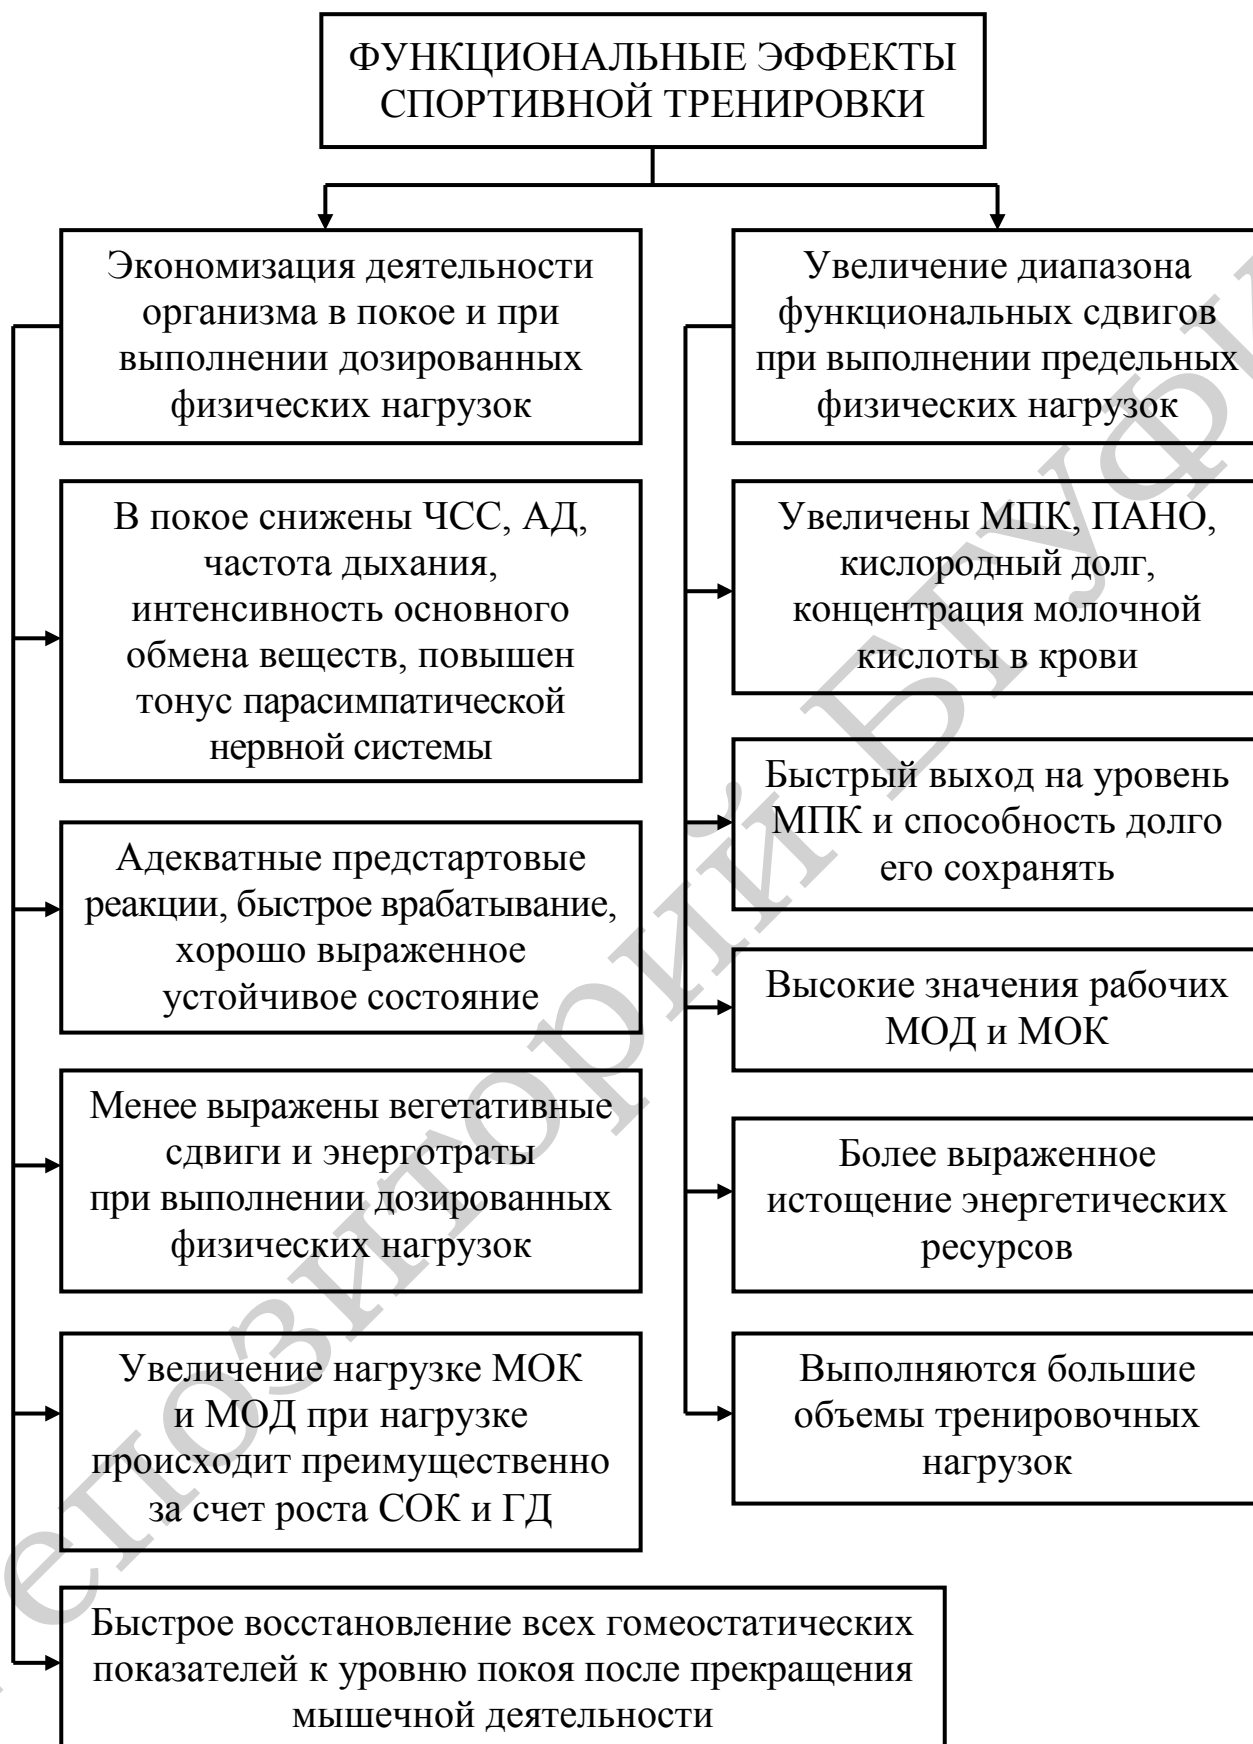 ФУНКЦИОНАЛЬНЫЕ ЭФФЕКТЫ
СПОРТИВНОЙ ТРЕНИРОВКИ
Экономизация деятельности
организма в покое и при
выполнении дозированных
физических нагрузок
В покое снижены ЧСС, АД,
частота дыхания,
интенсивность основного
обмена веществ, повышен
тонус парасимпатической
нервной системы
Адекватные предстартовые
реакции, быстрое врабатывание,
хорошо выраженное
устойчивое состояние
Менее выражены вегетативные
сдвиги и энерготраты
при выполнении дозированных
физических нагрузок
Увеличение нагрузке МОК
и МОД при нагрузке
происходит преимущественно
за счет роста СОК и ГД
Быстрое восстановление всех гомеостатических
показателей к уровню покоя после прекращения
мышечной деятельности
Увеличение диапазона
функциональных сдвигов
при выполнении предельных
физических нагрузок
Увеличены МПК, ПАНО,
кислородный долг,
концентрация молочной
кислоты в крови
Быстрый выход на уровень
МПК и способность долго
его сохранять
Высокие значения рабочих
МОД и МОК
Более выраженное
истощение энергетических
ресурсов
Выполняются большие
объемы тренировочных
нагрузок
епозиторий БГУФК